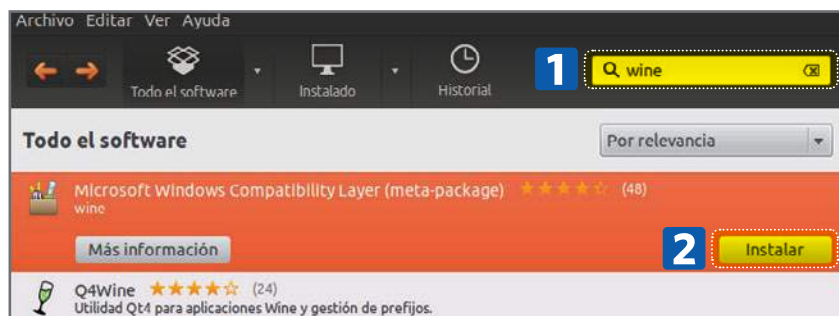 Archivo Editar Ver Ayuda
Todo el software
Instalado
Historial
1
wine
Todo el software
Por relevancia
Microsoft Windows Compatibility Layer (meta-package) (48)
wine
Más información
2
Instalar
Q4Wine (24)
Utilidad Qt4 para aplicaciones Wine y gestión de prefijos.